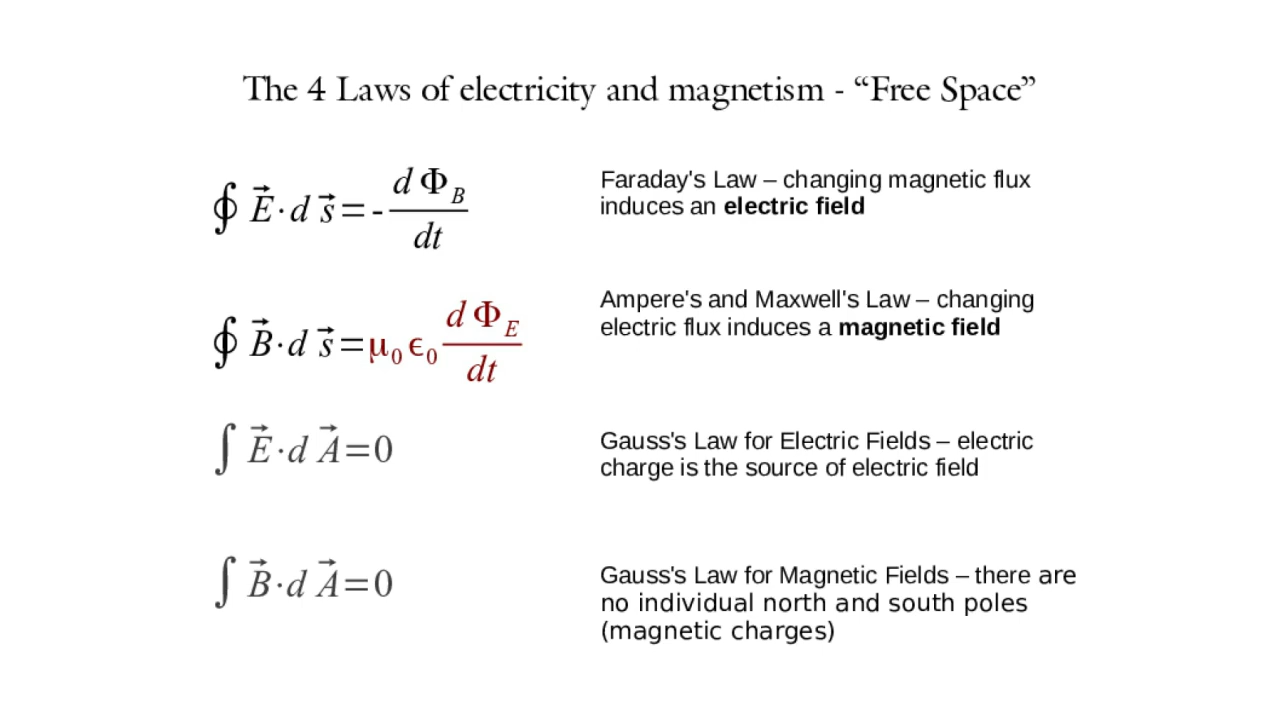 The 4 Laws of electricity and magnetism - “Free Space”
∮ E⃗·d s⃗=-dΦ_B/dt
Faraday's Law – changing magnetic flux
induces an electric field
∮ B⃗·d s⃗=μ₀ϵ₀ dΦ_E/dt
Ampere's and Maxwell's Law – changing
electric flux induces a magnetic field
∫ E⃗·d A⃗=0
Gauss's Law for Electric Fields – electric
charge is the source of electric field
∫ B⃗·d A⃗=0
Gauss's Law for Magnetic Fields – there are
no individual north and south poles
(magnetic charges)